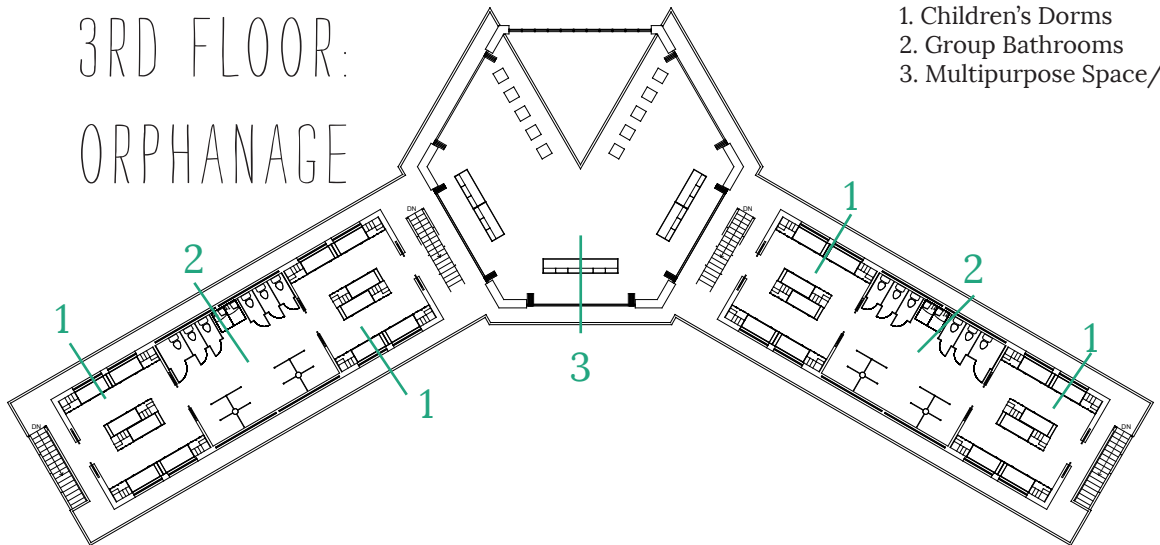 3RD FLOOR:
ORPHANAGE
1. Children's Dorms
2. Group Bathrooms
3. Multipurpose Space/
1
2
1
3
1
2
1
DN
DN
DN
DN